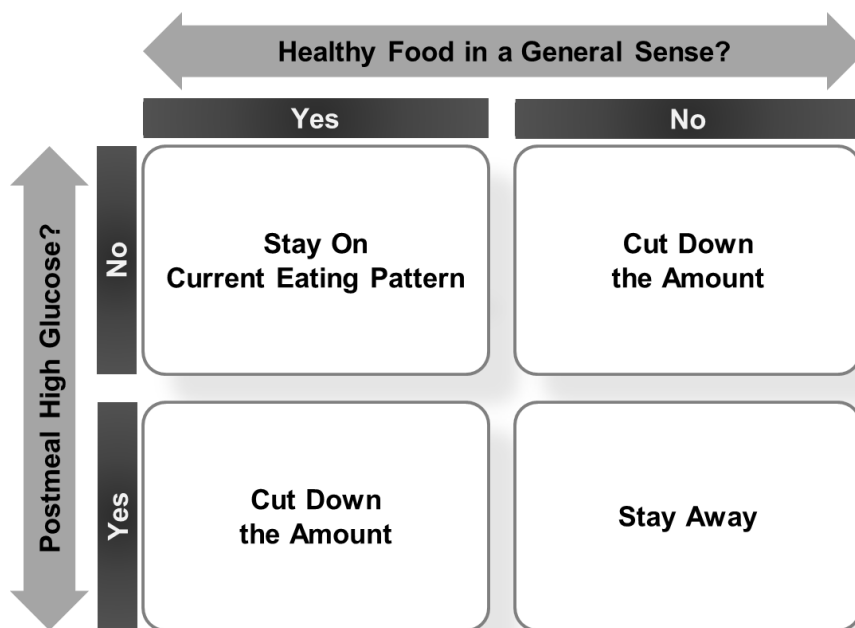 Healthy Food in a General Sense?
Yes
No
Postmeal High Glucose?
No
Stay On
Current Eating Pattern
Cut Down
the Amount
Yes
Cut Down
the Amount
Stay Away